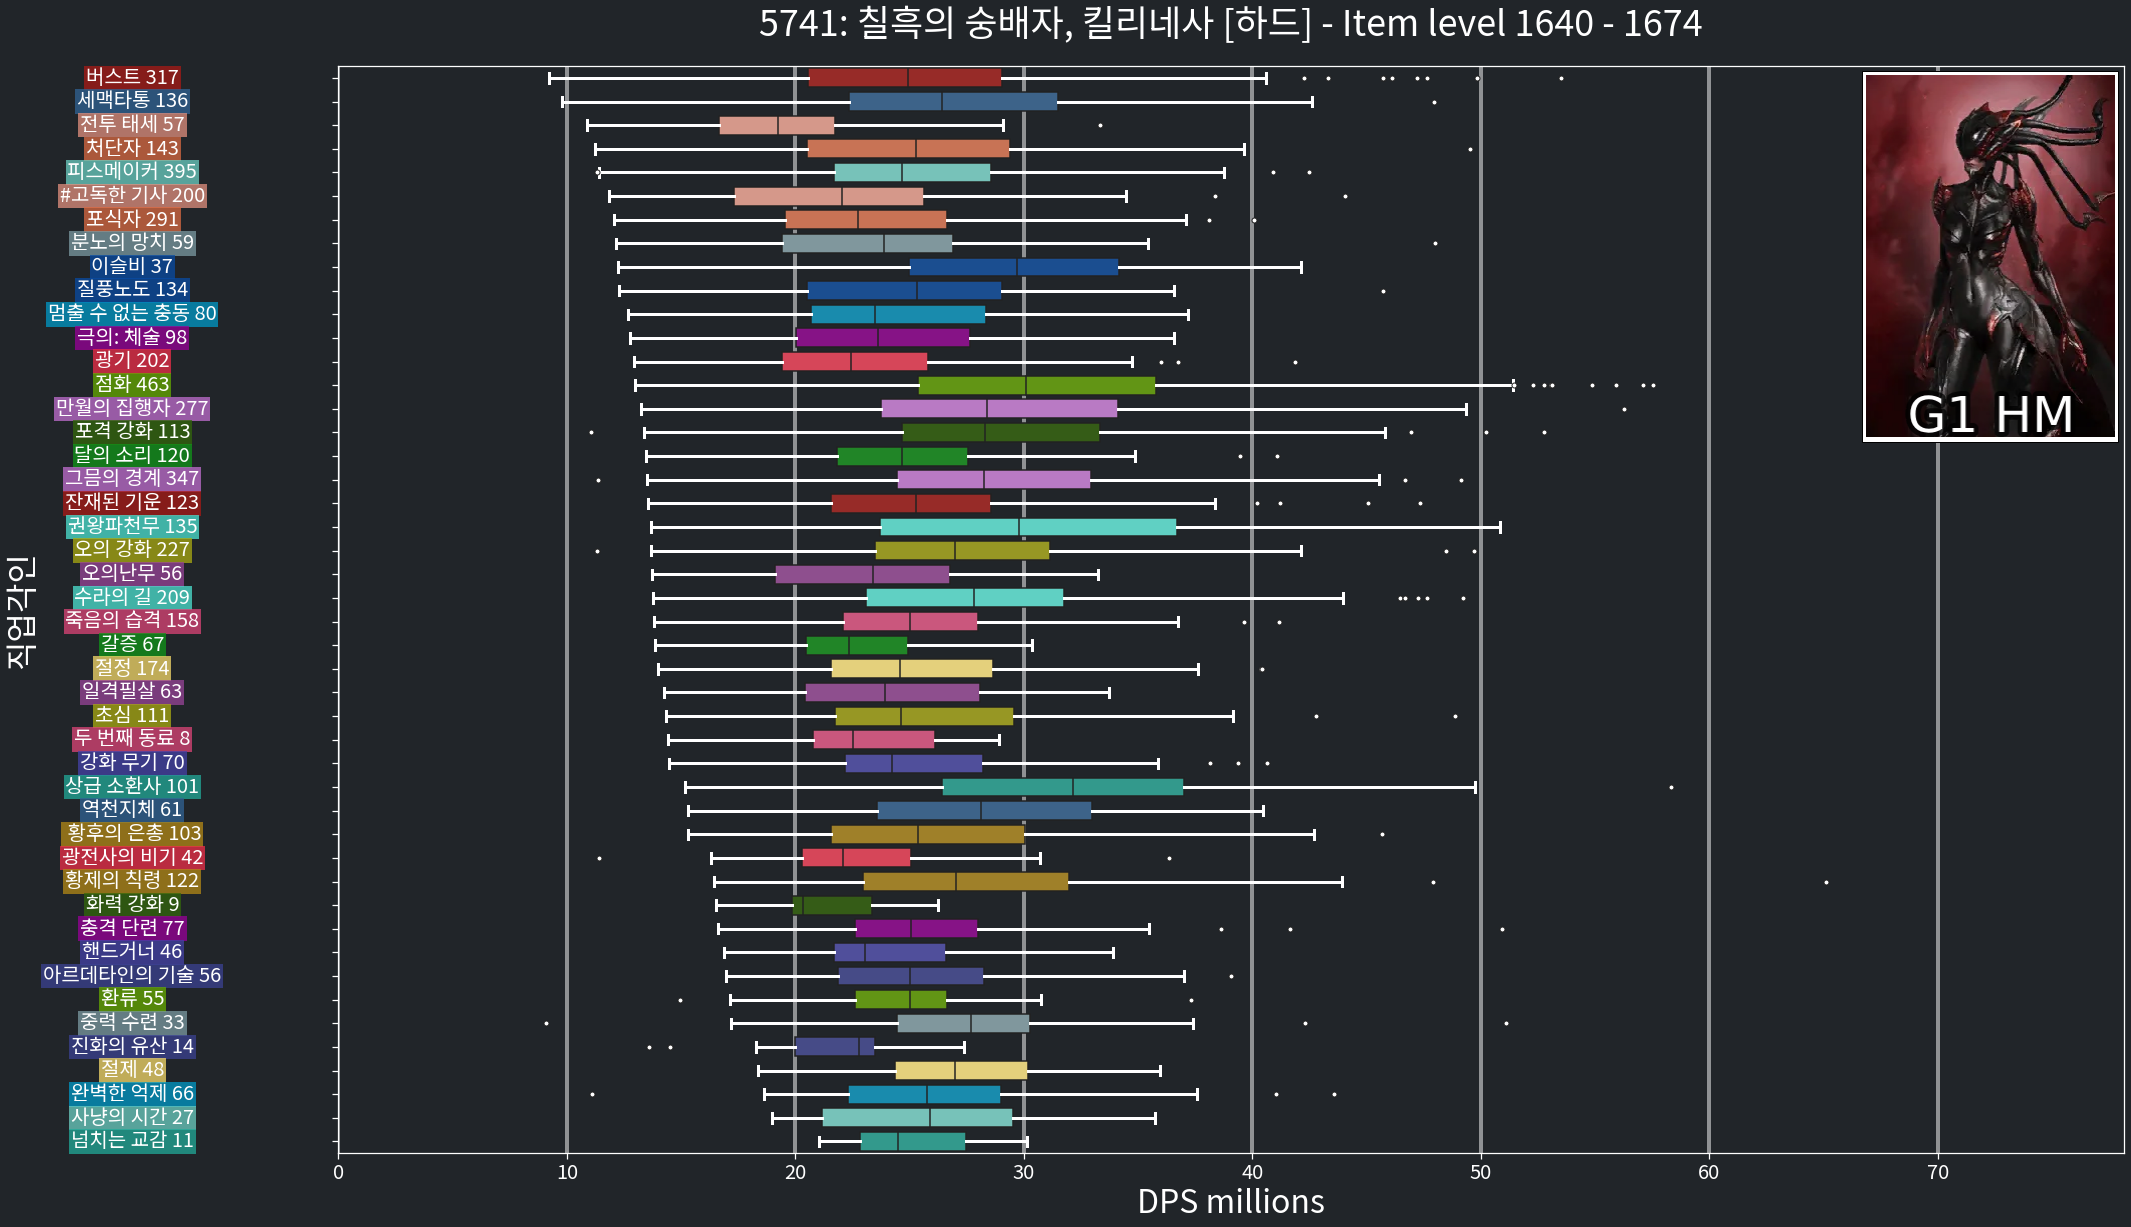 5741: 칠흑의 숭배자, 킬리네사 [하드] - Item level 1640 - 1674
버스트 317
세맥타통 136
전투 태세 57
처단자 143
피스메이커 395
#고독한 기사 200
포식자 291
분노의 망치 59
이슬비 37
질풍노도 134
멈출 수 없는 충동 80
극의: 체술 98
광기 202
점화 463
만월의 집행자 277
포격 강화 113
달의 소리 120
그믐의 경계 347
잔재된 기운 123
권왕파천무 135
오의 강화 227
오의난무 56
수라의 길 209
죽음의 습격 158
갈증 67
절정 174
일격필살 63
초심 111
두 번째 동료 8
강화 무기 70
상급 소환사 101
역천지체 61
황후의 은총 103
광전사의 비기 42
황제의 칙령 122
화력 강화 9
충격 단련 77
핸드거너 46
아르데타인의 기술 56
환류 55
중력 수련 33
진화의 유산 14
절제 48
완벽한 억제 66
사냥의 시간 27
넘치는 교감 11
직업각인
G1 HM
0 10 20 30 40 50 60 70
DPS millions